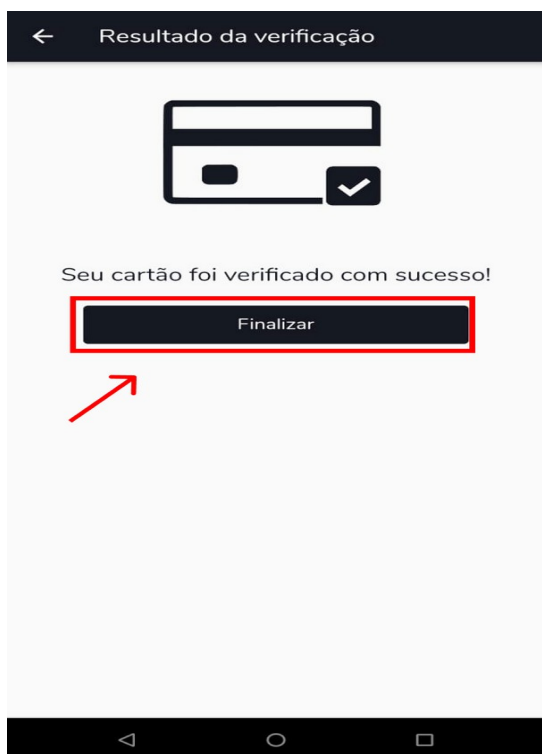 Resultado da verificação
Seu cartão foi verificado com sucesso!
Finalizar